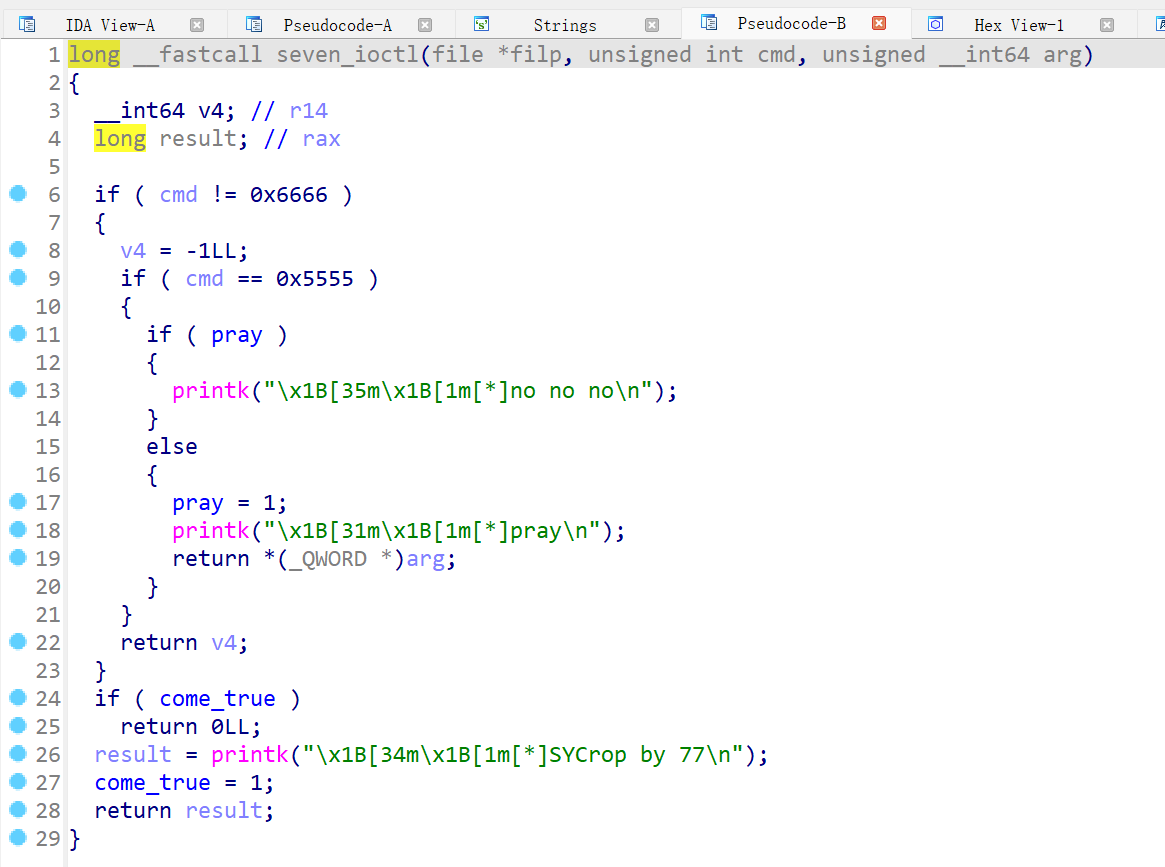 IDA View-A Pseudocode-A Strings Pseudocode-B Hex View-1
1 long __fastcall seven_ioctl(file *filp, unsigned int cmd, unsigned __int64 arg)
2 {
3   __int64 v4; // r14
4   long result; // rax
5
6   if ( cmd != 0x6666 )
7   {
8     v4 = -1LL;
9     if ( cmd == 0x5555 )
10     {
11       if ( pray )
12       {
13         printk("\x1B[35m\x1B[1m[*]no no no\n");
14       }
15       else
16       {
17         pray = 1;
18         printk("\x1B[31m\x1B[1m[*]pray\n");
19         return *(_QWORD *)arg;
20       }
21     }
22     return v4;
23   }
24   if ( come_true )
25     return 0LL;
26   result = printk("\x1B[34m\x1B[1m[*]SYCrop by 77\n");
27   come_true = 1;
28   return result;
29 }